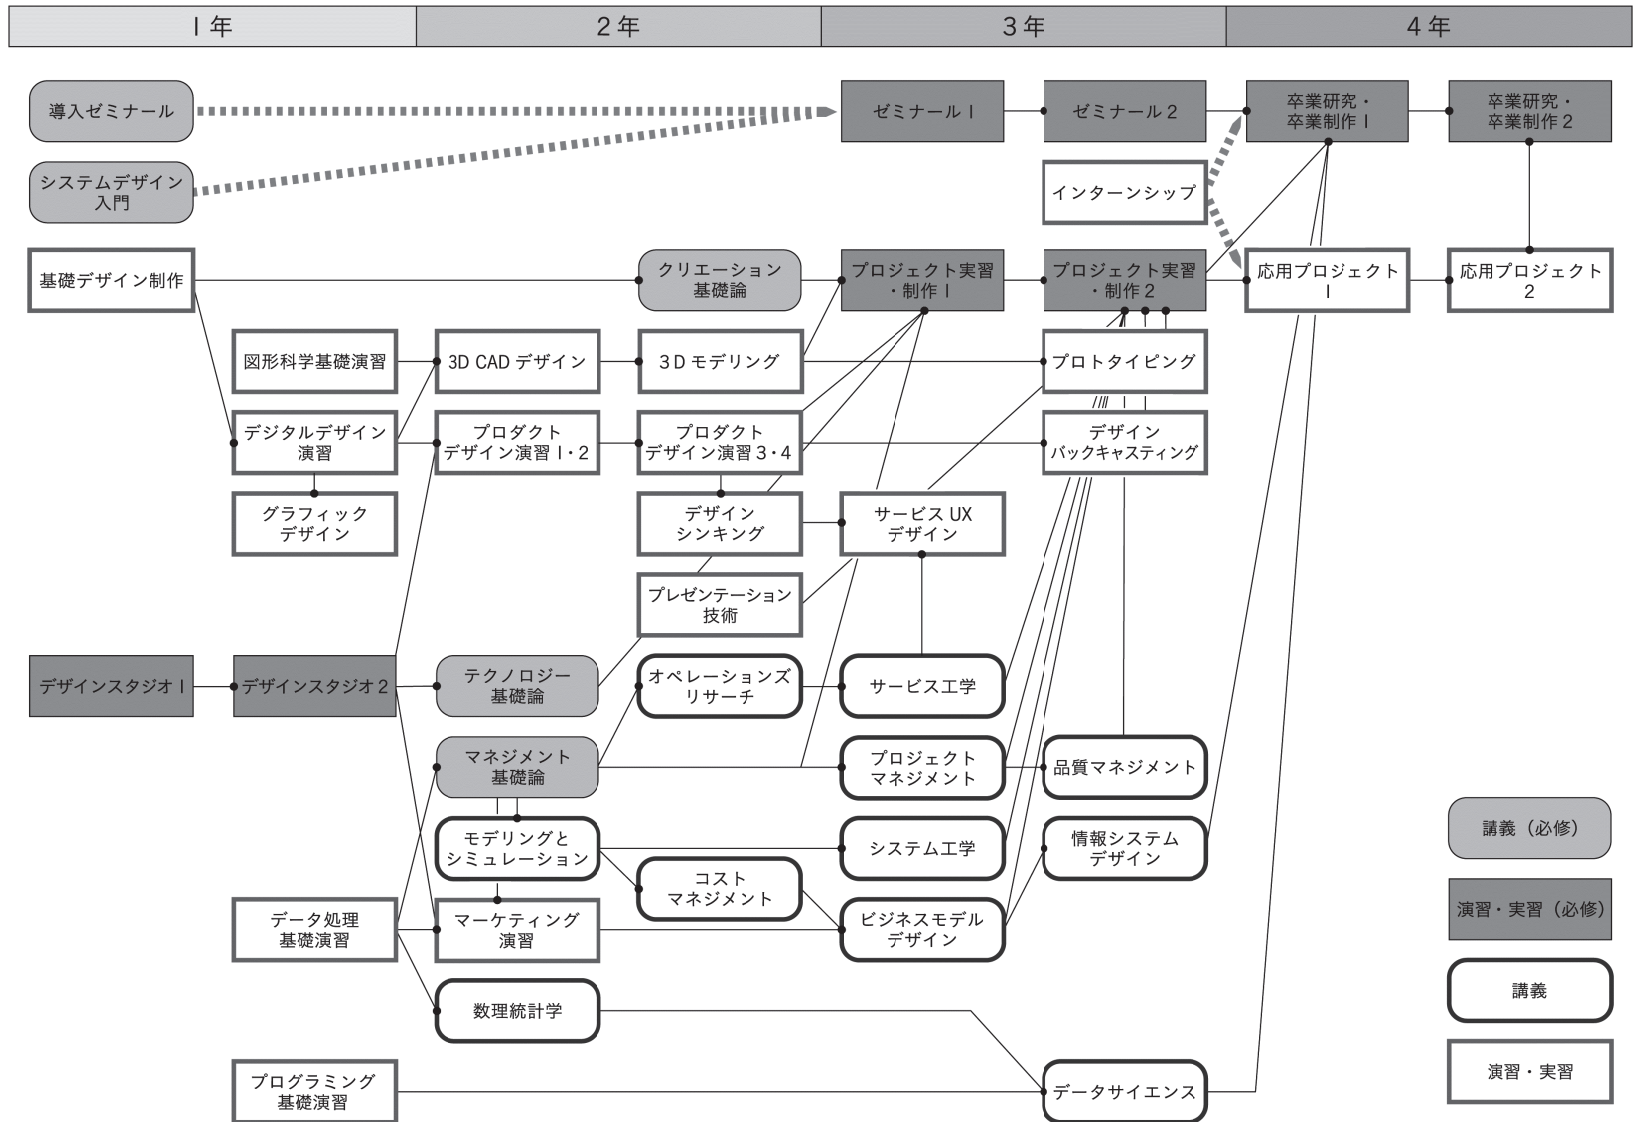 1年
2年
3年
4年
導入ゼミナール
ゼミナール1
ゼミナール2
卒業研究・
卒業制作1
卒業研究・
卒業制作2
システムデザイン
入門
インターンシップ
基礎デザイン制作
クリエーション
基礎論
プロジェクト実習
・制作1
プロジェクト実習
・制作2
応用プロジェクト
1
応用プロジェクト
2
図形科学基礎演習
3D CAD デザイン
3D モデリング
プロトタイピング
デジタルデザイン
演習
プロダクト
デザイン演習1・2
プロダクト
デザイン演習3・4
デザイン
バックキャスティング
グラフィック
デザイン
デザイン
シンキング
サービス UX
デザイン
プレゼンテーション
技術
デザインスタジオ1
デザインスタジオ2
テクノロジー
基礎論
オペレーションズ
リサーチ
サービス工学
マネジメント
基礎論
プロジェクト
マネジメント
品質マネジメント
モデリングと
シミュレーション
コスト
マネジメント
システム工学
情報システム
デザイン
講義（必修）
データ処理
基礎演習
マーケティング
演習
ビジネスモデル
デザイン
演習・実習（必修）
数理統計学
講義
プログラミング
基礎演習
データサイエンス
演習・実習